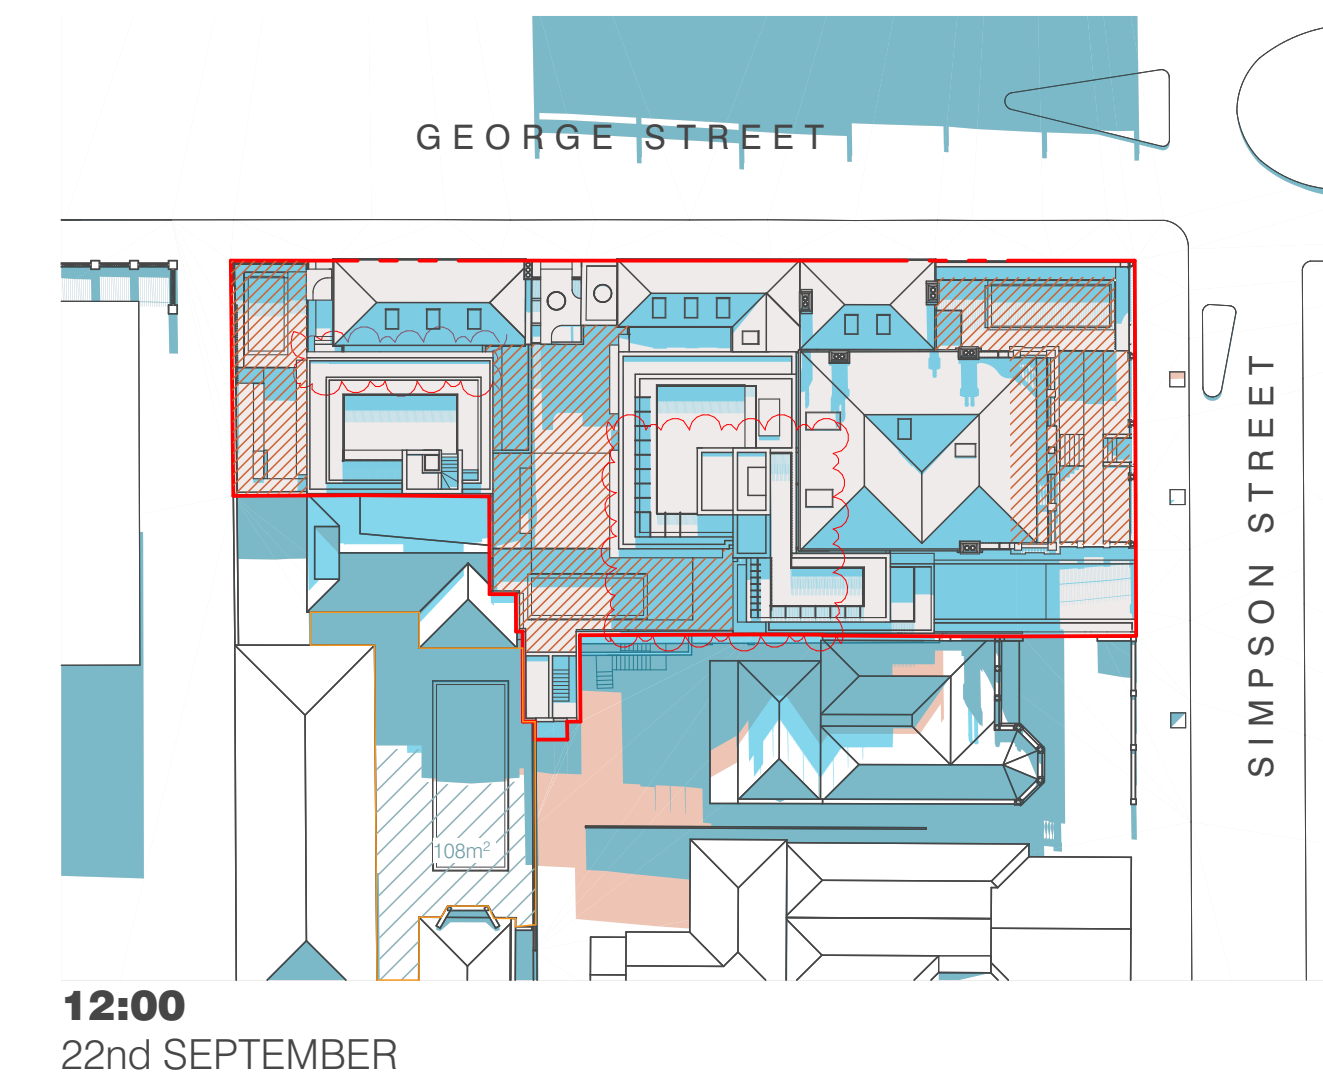 GEORGE STREET
SIMPSON STREET
108m²
12:00
22nd SEPTEMBER